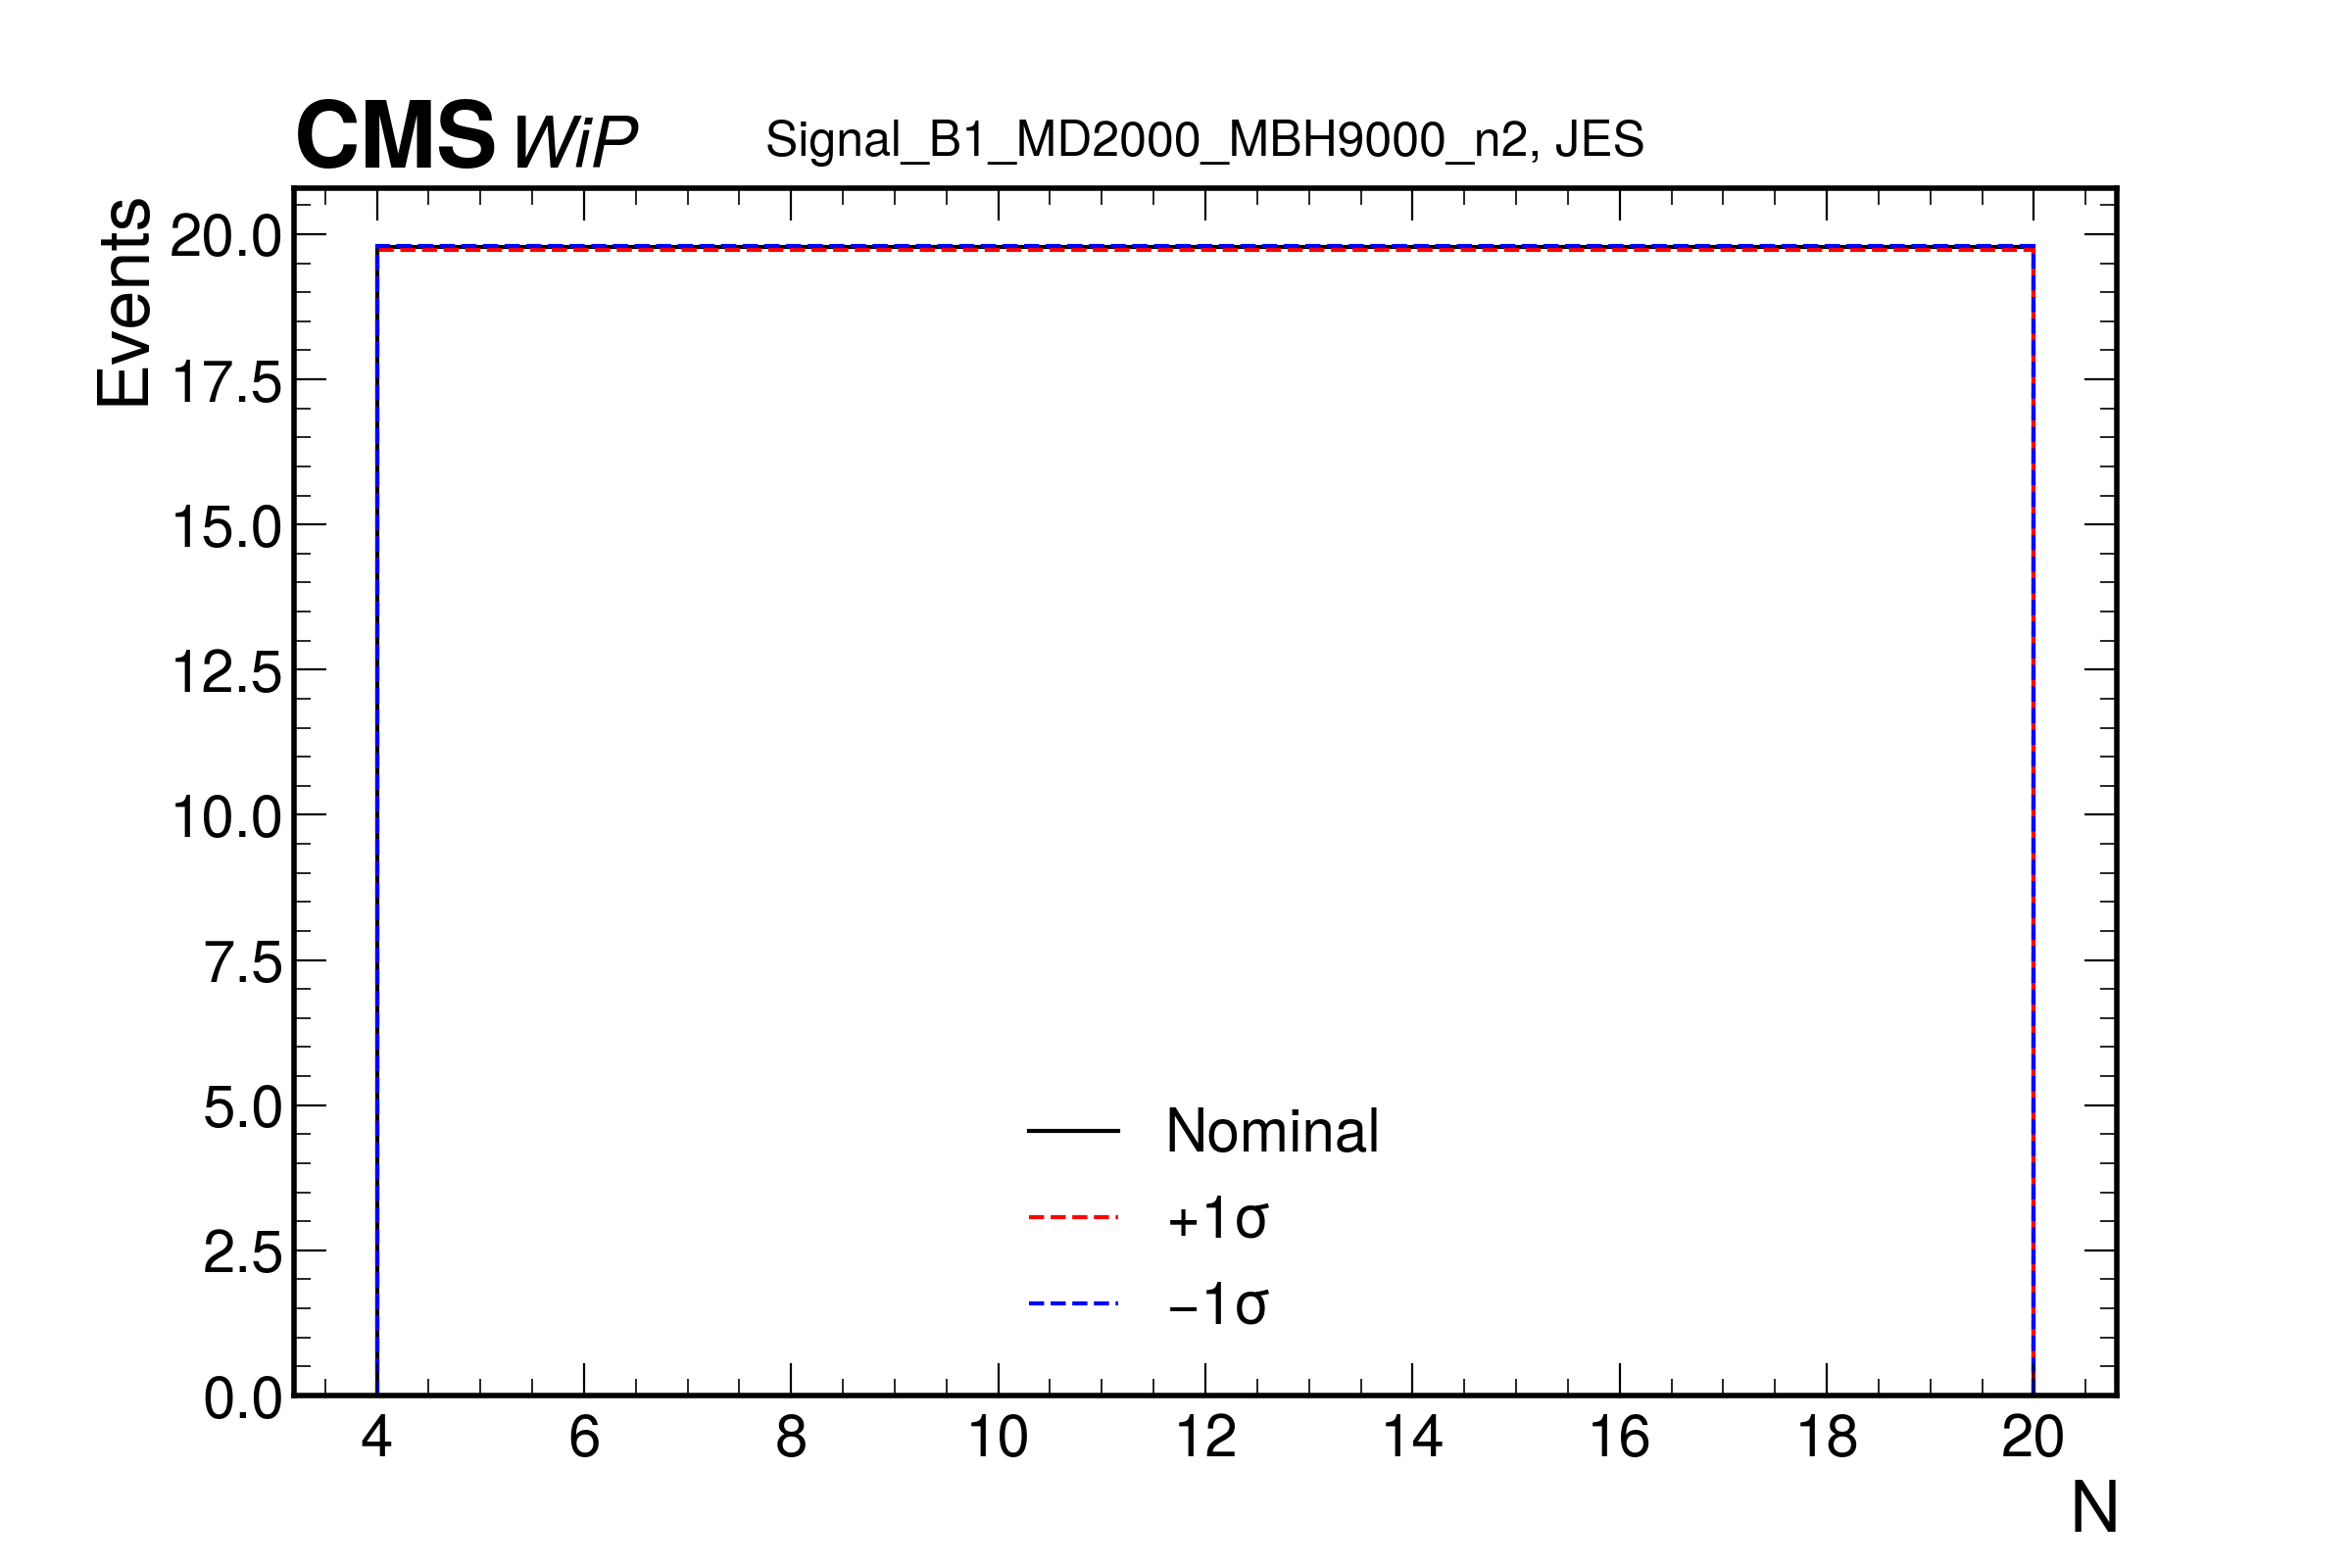 CMS WiP Signal_B1_MD2000_MBH9000_n2, JES
Events
20.0
17.5
15.0
12.5
10.0
7.5
5.0
2.5
0.0
Nominal
+1σ
−1σ
4 6 8 10 12 14 16 18 20
N